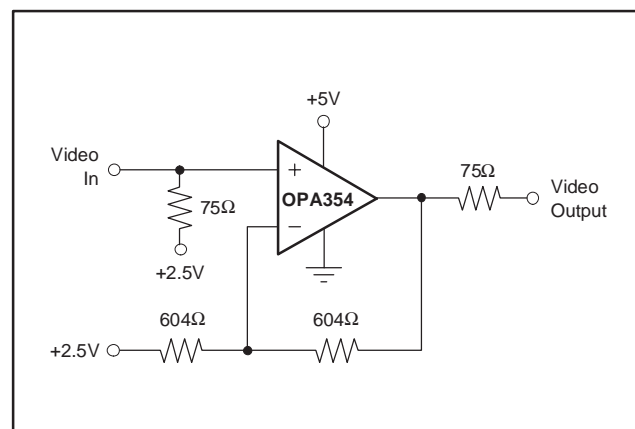 +5V
Video
In
+
OPA354
−
75Ω
+2.5V
75Ω
Video
Output
604Ω
604Ω
+2.5V